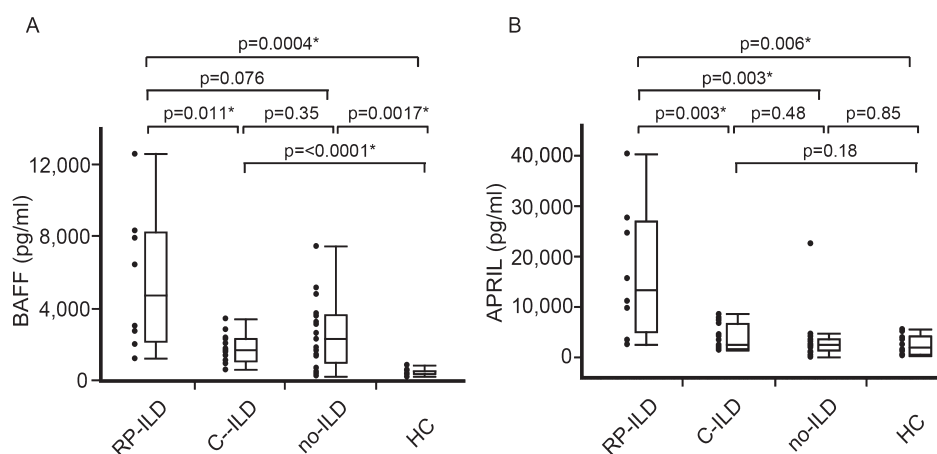 A
p=0.0004*
p=0.076
p=0.011*
p=0.35
p=0.0017*
p=<0.0001*
BAFF (pg/ml)
12,000
8,000
4,000
0
RP-ILD
C--ILD
no-ILD
HC
B
p=0.006*
p=0.003*
p=0.003*
p=0.48
p=0.85
p=0.18
APRIL (pg/ml)
40,000
30,000
20,000
10,000
0
RP-ILD
C-ILD
no-ILD
HC